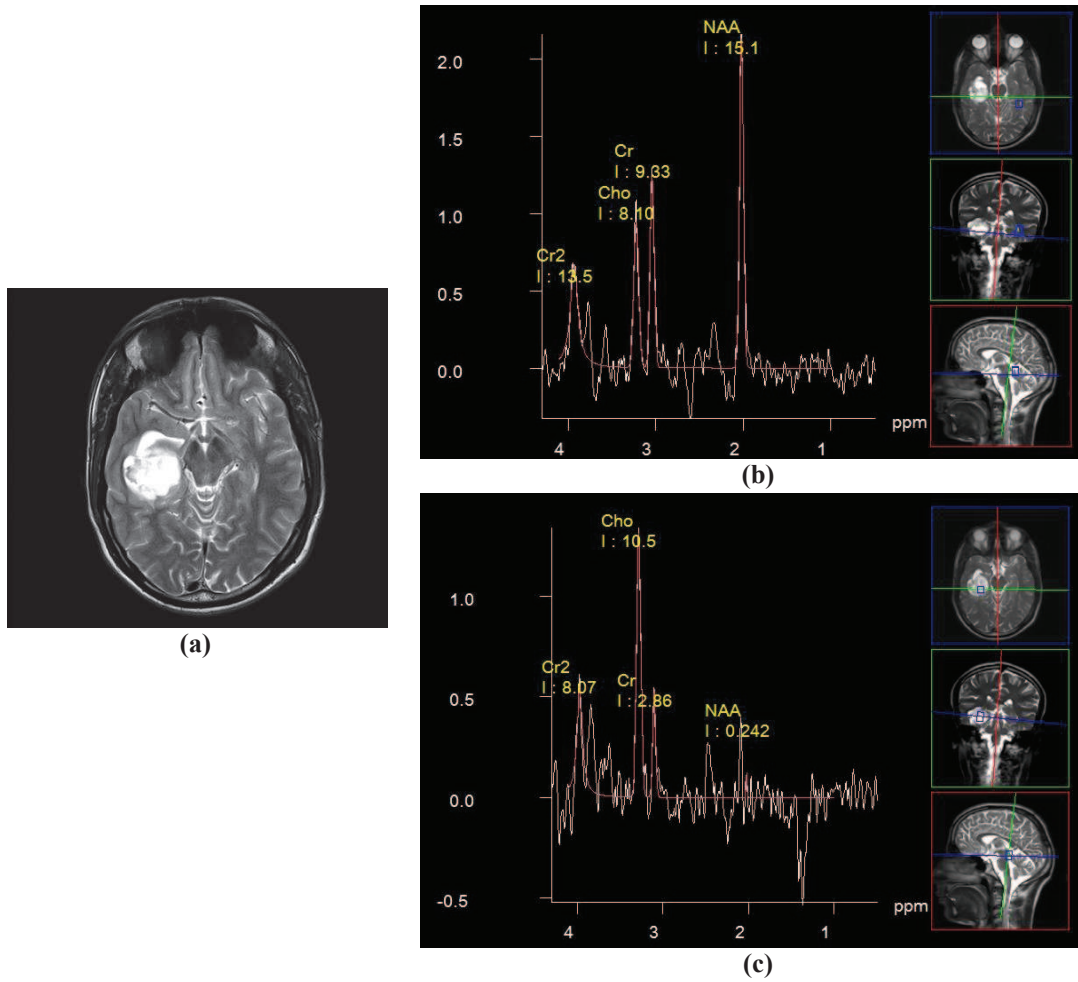 NAA
I : 15.1
2.0
1.5
Cr
I : 9.33
Cho
I : 8.10
1.0
Cr2
I : 13.5
0.5
0.0
ppm
4 3 2 1
(b)
(a)
Cho
I : 10.5
1.0
Cr2
I : 8.07
Cr
I : 2.86
NAA
I : 0.242
0.5
0.0
-0.5
ppm
4 3 2 1
(c)